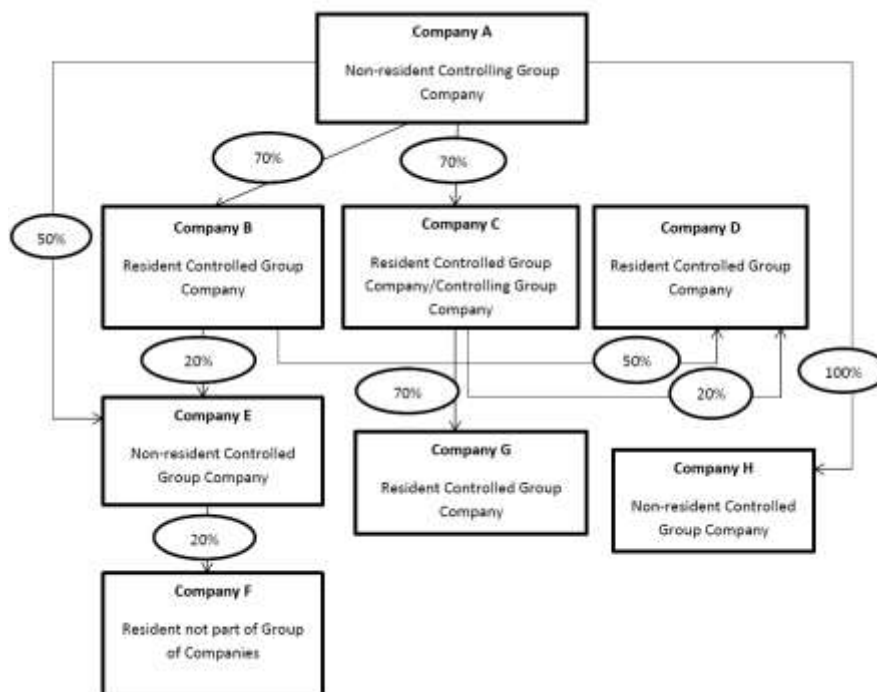 Company A
Non-resident Controlling Group
Company
70%
70%
50%
Company B
Resident Controlled Group
Company
Company C
Resident Controlled Group
Company/Controlling Group
Company
Company D
Resident Controlled Group
Company
20%
50%
100%
70%
20%
Company E
Non-resident Controlled
Group Company
Company G
Resident Controlled Group
Company
Company H
Non-resident Controlled
Group Company
20%
Company F
Resident not part of Group
of Companies